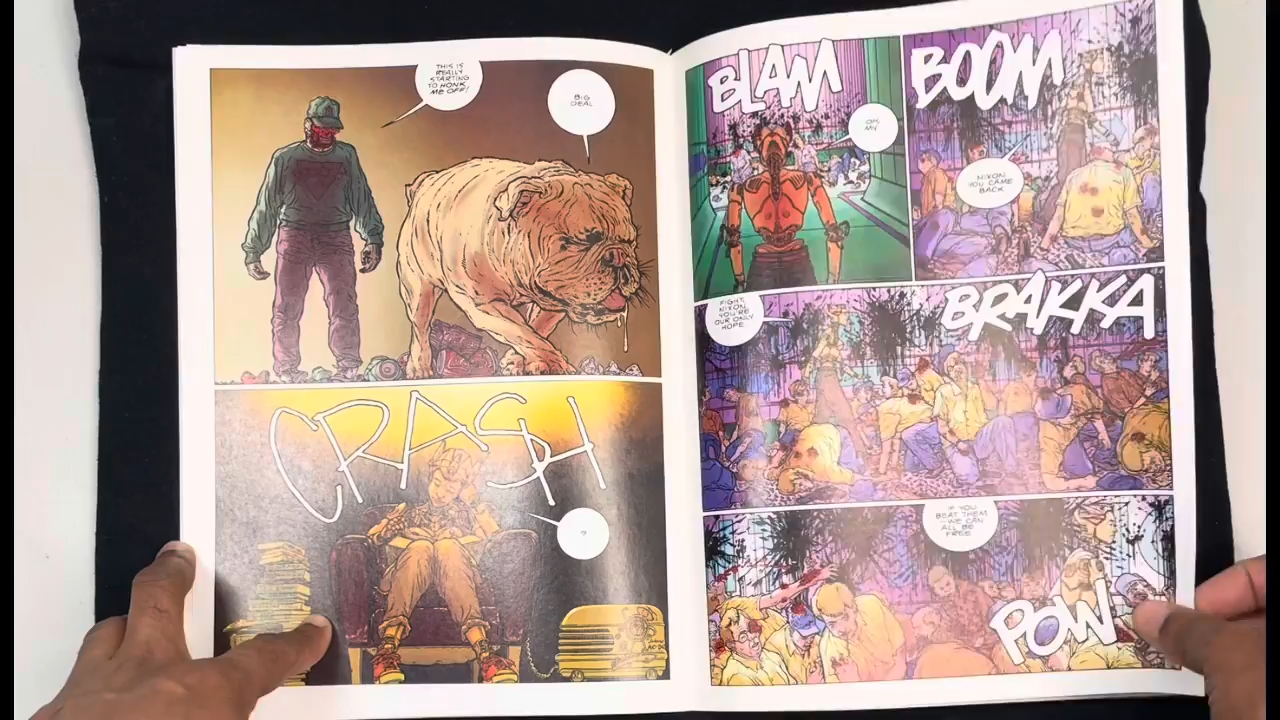 THIS IS
REALLY
STARTING
TO HONK
ME OFF!
BIG
DEAL
CRASH
?
BLAM
OH,
MY
BOOM
NIXON.
YOU CAME
BACK
FIGHT,
NIXON.
YOU'RE
OUR ONLY
HOPE
BRAKKA
IF YOU
BEAT THEM
—WE CAN
ALL BE
FREE
POW